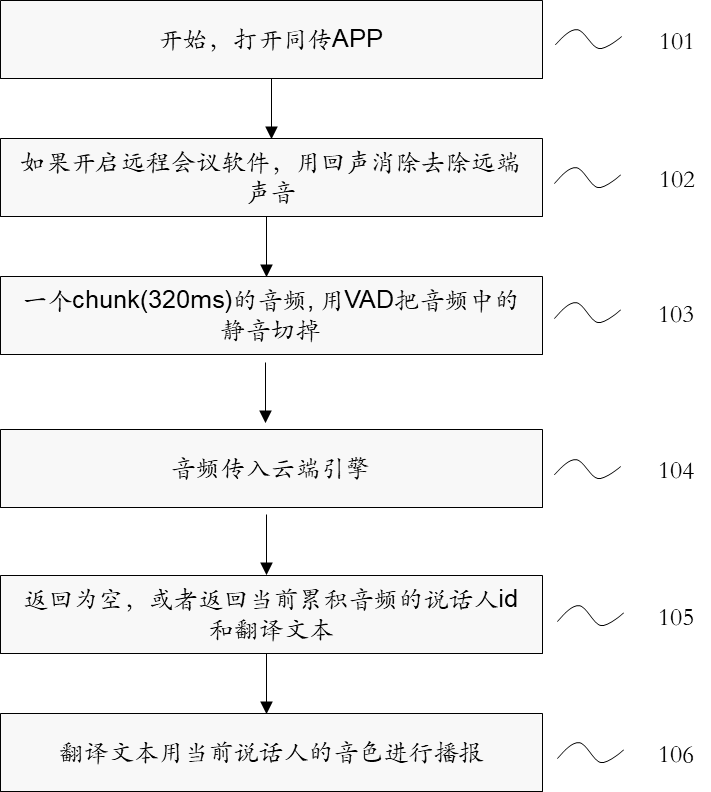 开始，打开同传APP
101
如果开启远程会议软件，用回声消除去除远端
声音
102
一个chunk(320ms)的音频, 用VAD把音频中的
静音切掉
103
音频传入云端引擎
104
返回为空，或者返回当前累积音频的说话人id
和翻译文本
105
翻译文本用当前说话人的音色进行播报
106